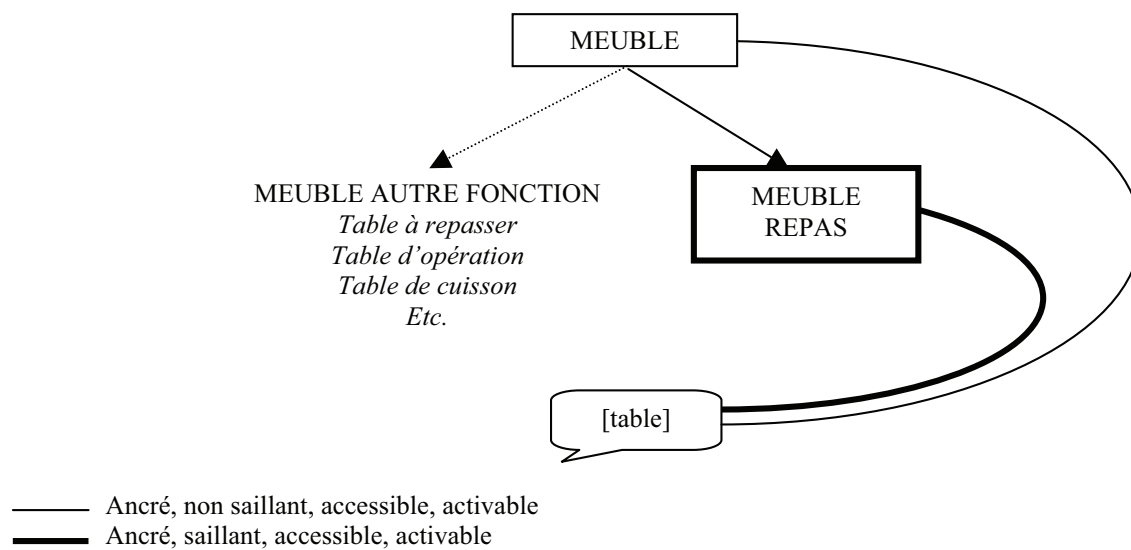 MEUBLE
MEUBLE AUTRE FONCTION
Table à repasser
Table d’opération
Table de cuisson
Etc.
MEUBLE
REPAS
[table]
Ancré, non saillant, accessible, activable
Ancré, saillant, accessible, activable